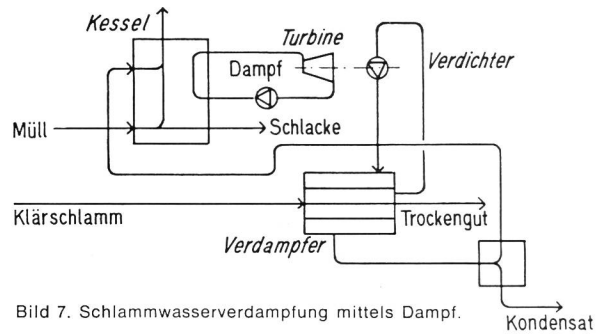 Kessel
Turbine
Dampf
Verdichter
Müll
Schlacke
Klärschlamm
Trockengut
Verdampfer
Bild 7. Schlammwasserverdampfung mittels Dampf.
Kondensat